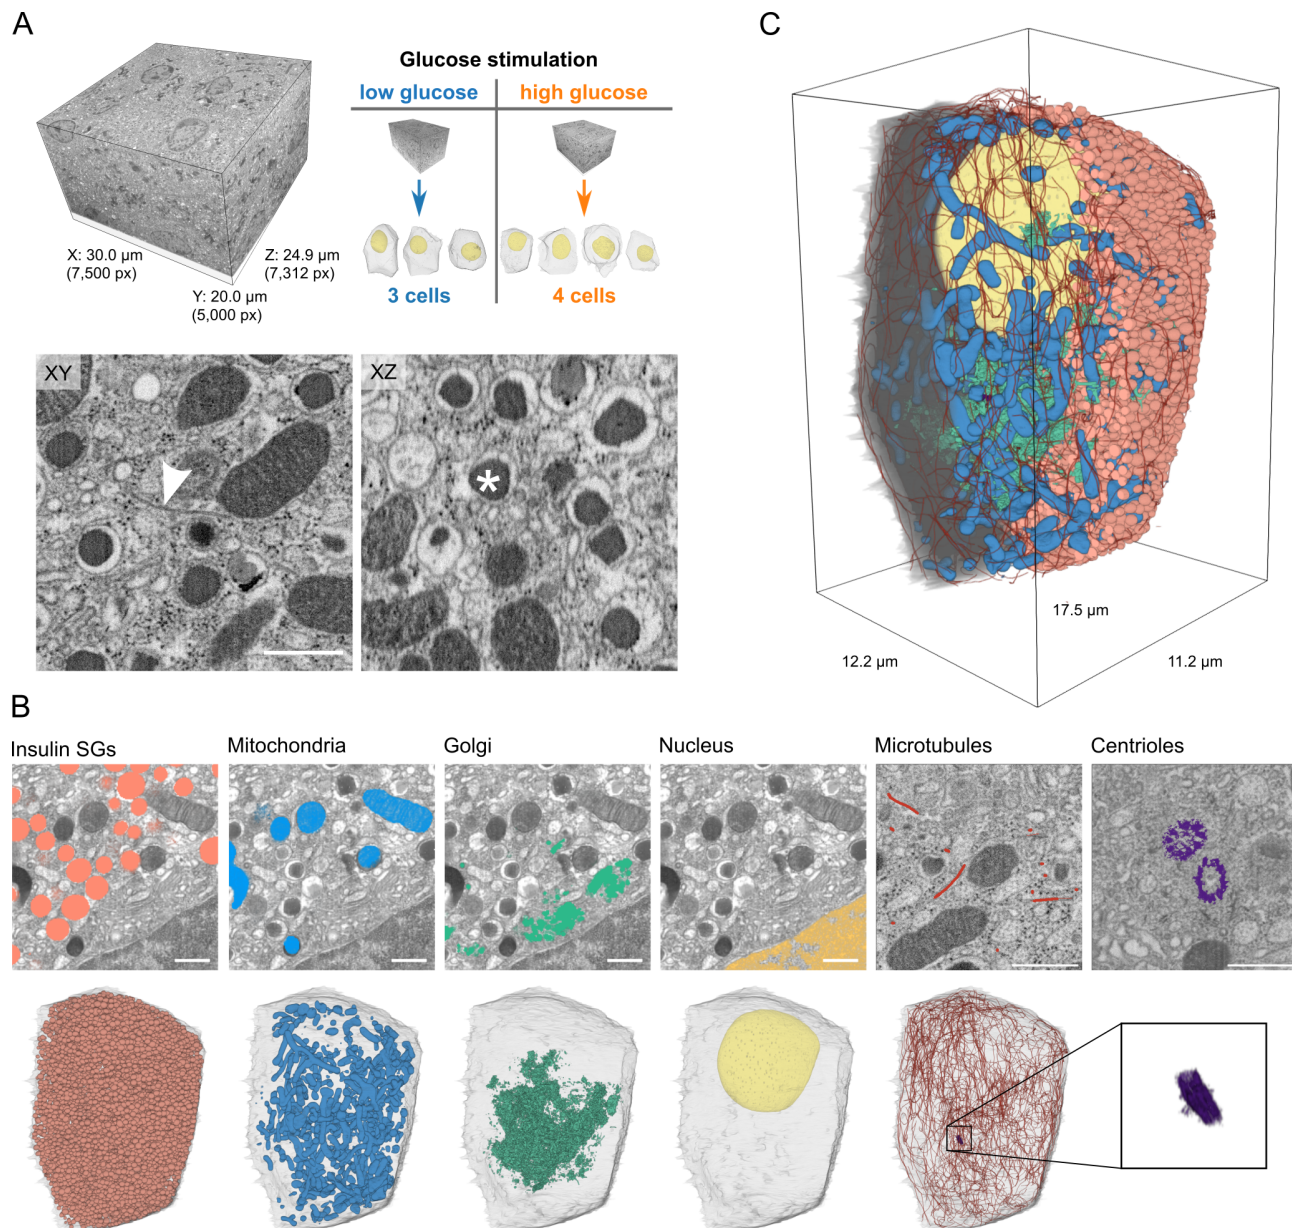 A
Glucose stimulation
low glucose
high glucose
3 cells
4 cells
X: 30.0 µm
(7,500 px)
Z: 24.9 µm
(7,312 px)
Y: 20.0 µm
(5,000 px)
XY
XZ
*
C
17.5 µm
12.2 µm
11.2 µm
B
Insulin SGs
Mitochondria
Golgi
Nucleus
Microtubules
Centrioles